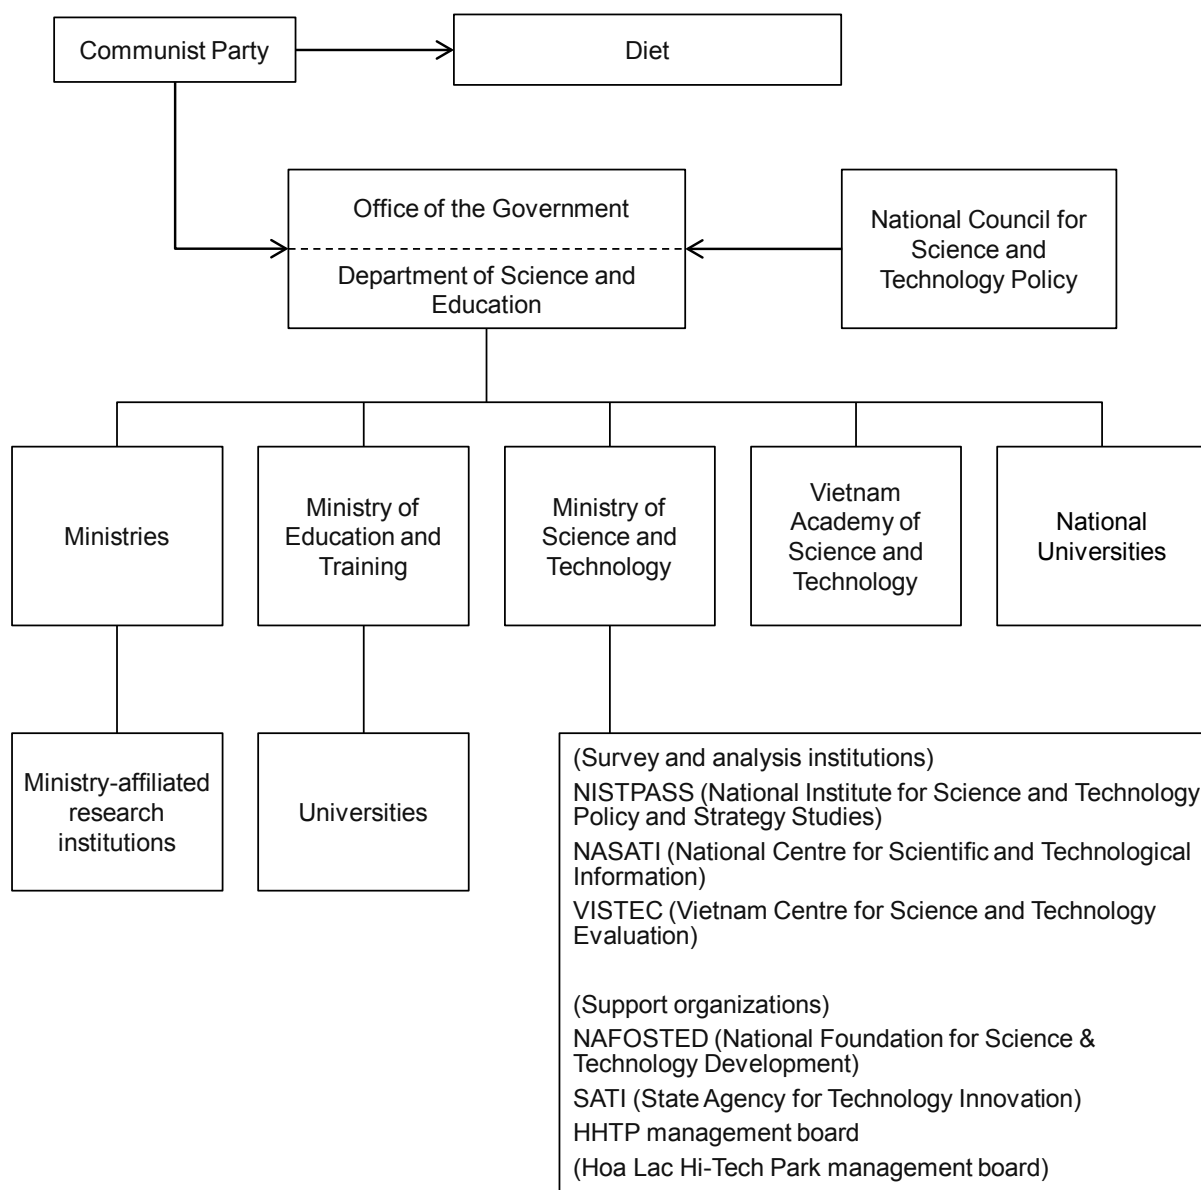 Communist Party
Diet
Office of the Government
Department of Science and
Education
National Council for
Science and
Technology Policy
Ministries
Ministry of
Education and
Training
Ministry of
Science and
Technology
Vietnam
Academy of
Science and
Technology
National
Universities
Ministry-affiliated
research
institutions
Universities
(Survey and analysis institutions)
NISTPASS (National Institute for Science and Technology
Policy and Strategy Studies)
NASATI (National Centre for Scientific and Technological
Information)
VISTEC (Vietnam Centre for Science and Technology
Evaluation)
(Support organizations)
NAFOSTED (National Foundation for Science &
Technology Development)
SATI (State Agency for Technology Innovation)
HHTP management board
(Hoa Lac Hi-Tech Park management board)